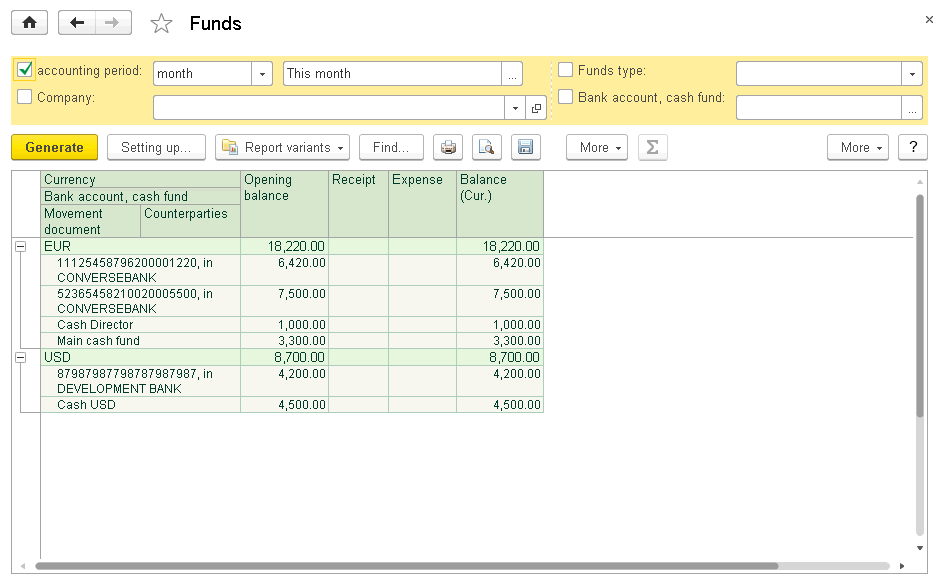 Funds
accounting period: month This month ... Funds type:
Company: Bank account, cash fund: ...
Generate Setting up... Report variants Find... More Σ More ?
Currency Opening balance Receipt Expense Balance (Cur.)
Bank account, cash fund
Movement document Counterparties
EUR 18,220.00 18,220.00
11125458796200001220, in 6,420.00 6,420.00
CONVERSEBANK
52365458210020005500, in 7,500.00 7,500.00
CONVERSEBANK
Cash Director 1,000.00 1,000.00
Main cash fund 3,300.00 3,300.00
USD 8,700.00 8,700.00
87987987798787987987, in 4,200.00 4,200.00
DEVELOPMENT BANK
Cash USD 4,500.00 4,500.00